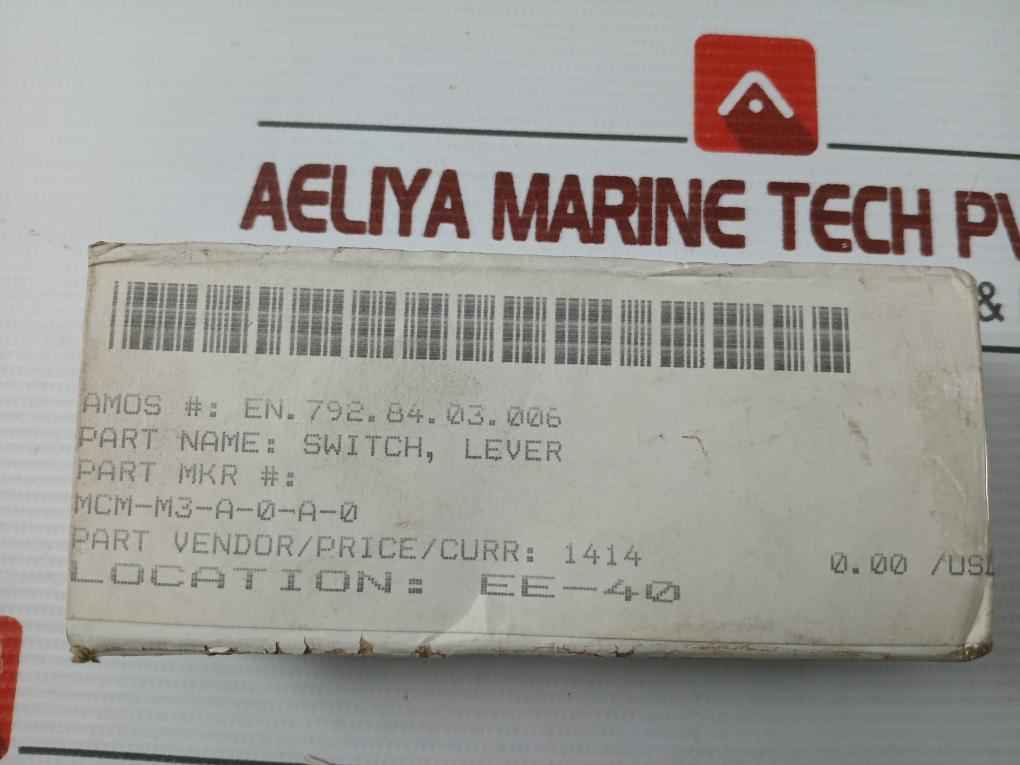 AELIYA MARINE TECH PV
&
AMOS #: EN.792.84.03.006
PART NAME: SWITCH, LEVER
PART MKR #:
MCM-M3-A-0-A-0
PART VENDOR/PRICE/CURR: 1414 0.00 /US
LOCATION: EE-40